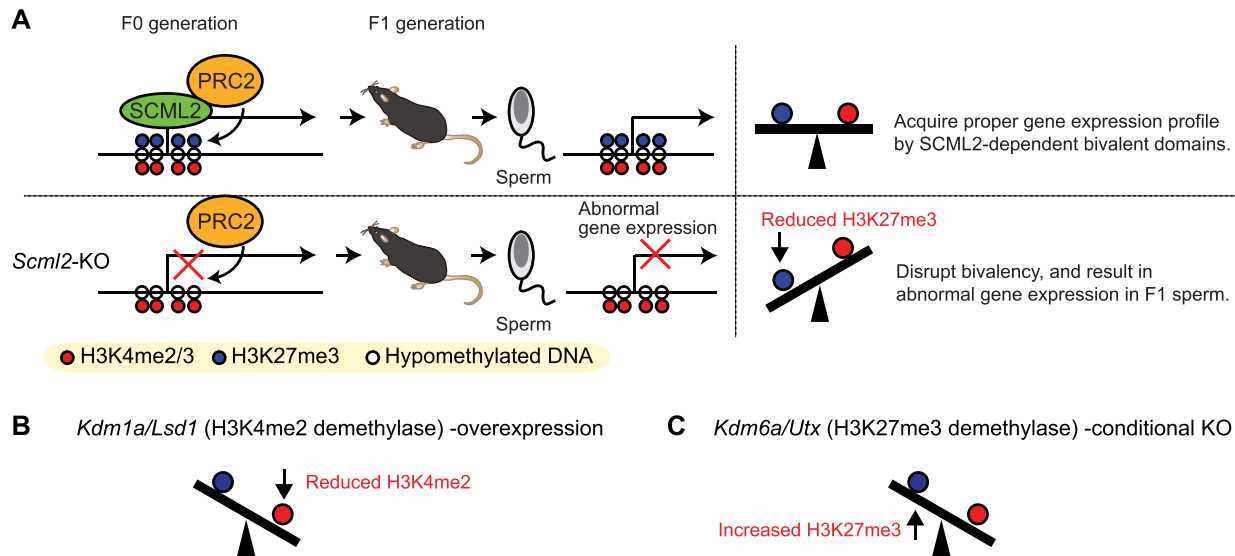 A
F0 generation
F1 generation
PRC2
SCML2
Sperm
Acquire proper gene expression profile
by SCML2-dependent bivalent domains.
Scml2-KO
PRC2
Sperm
Abnormal
gene expression
Reduced H3K27me3
Disrupt bivalency, and result in
abnormal gene expression in F1 sperm.
H3K4me2/3 H3K27me3 Hypomethylated DNA
B Kdm1a/Lsd1 (H3K4me2 demethylase) -overexpression
Reduced H3K4me2
C Kdm6a/Utx (H3K27me3 demethylase) -conditional KO
Increased H3K27me3